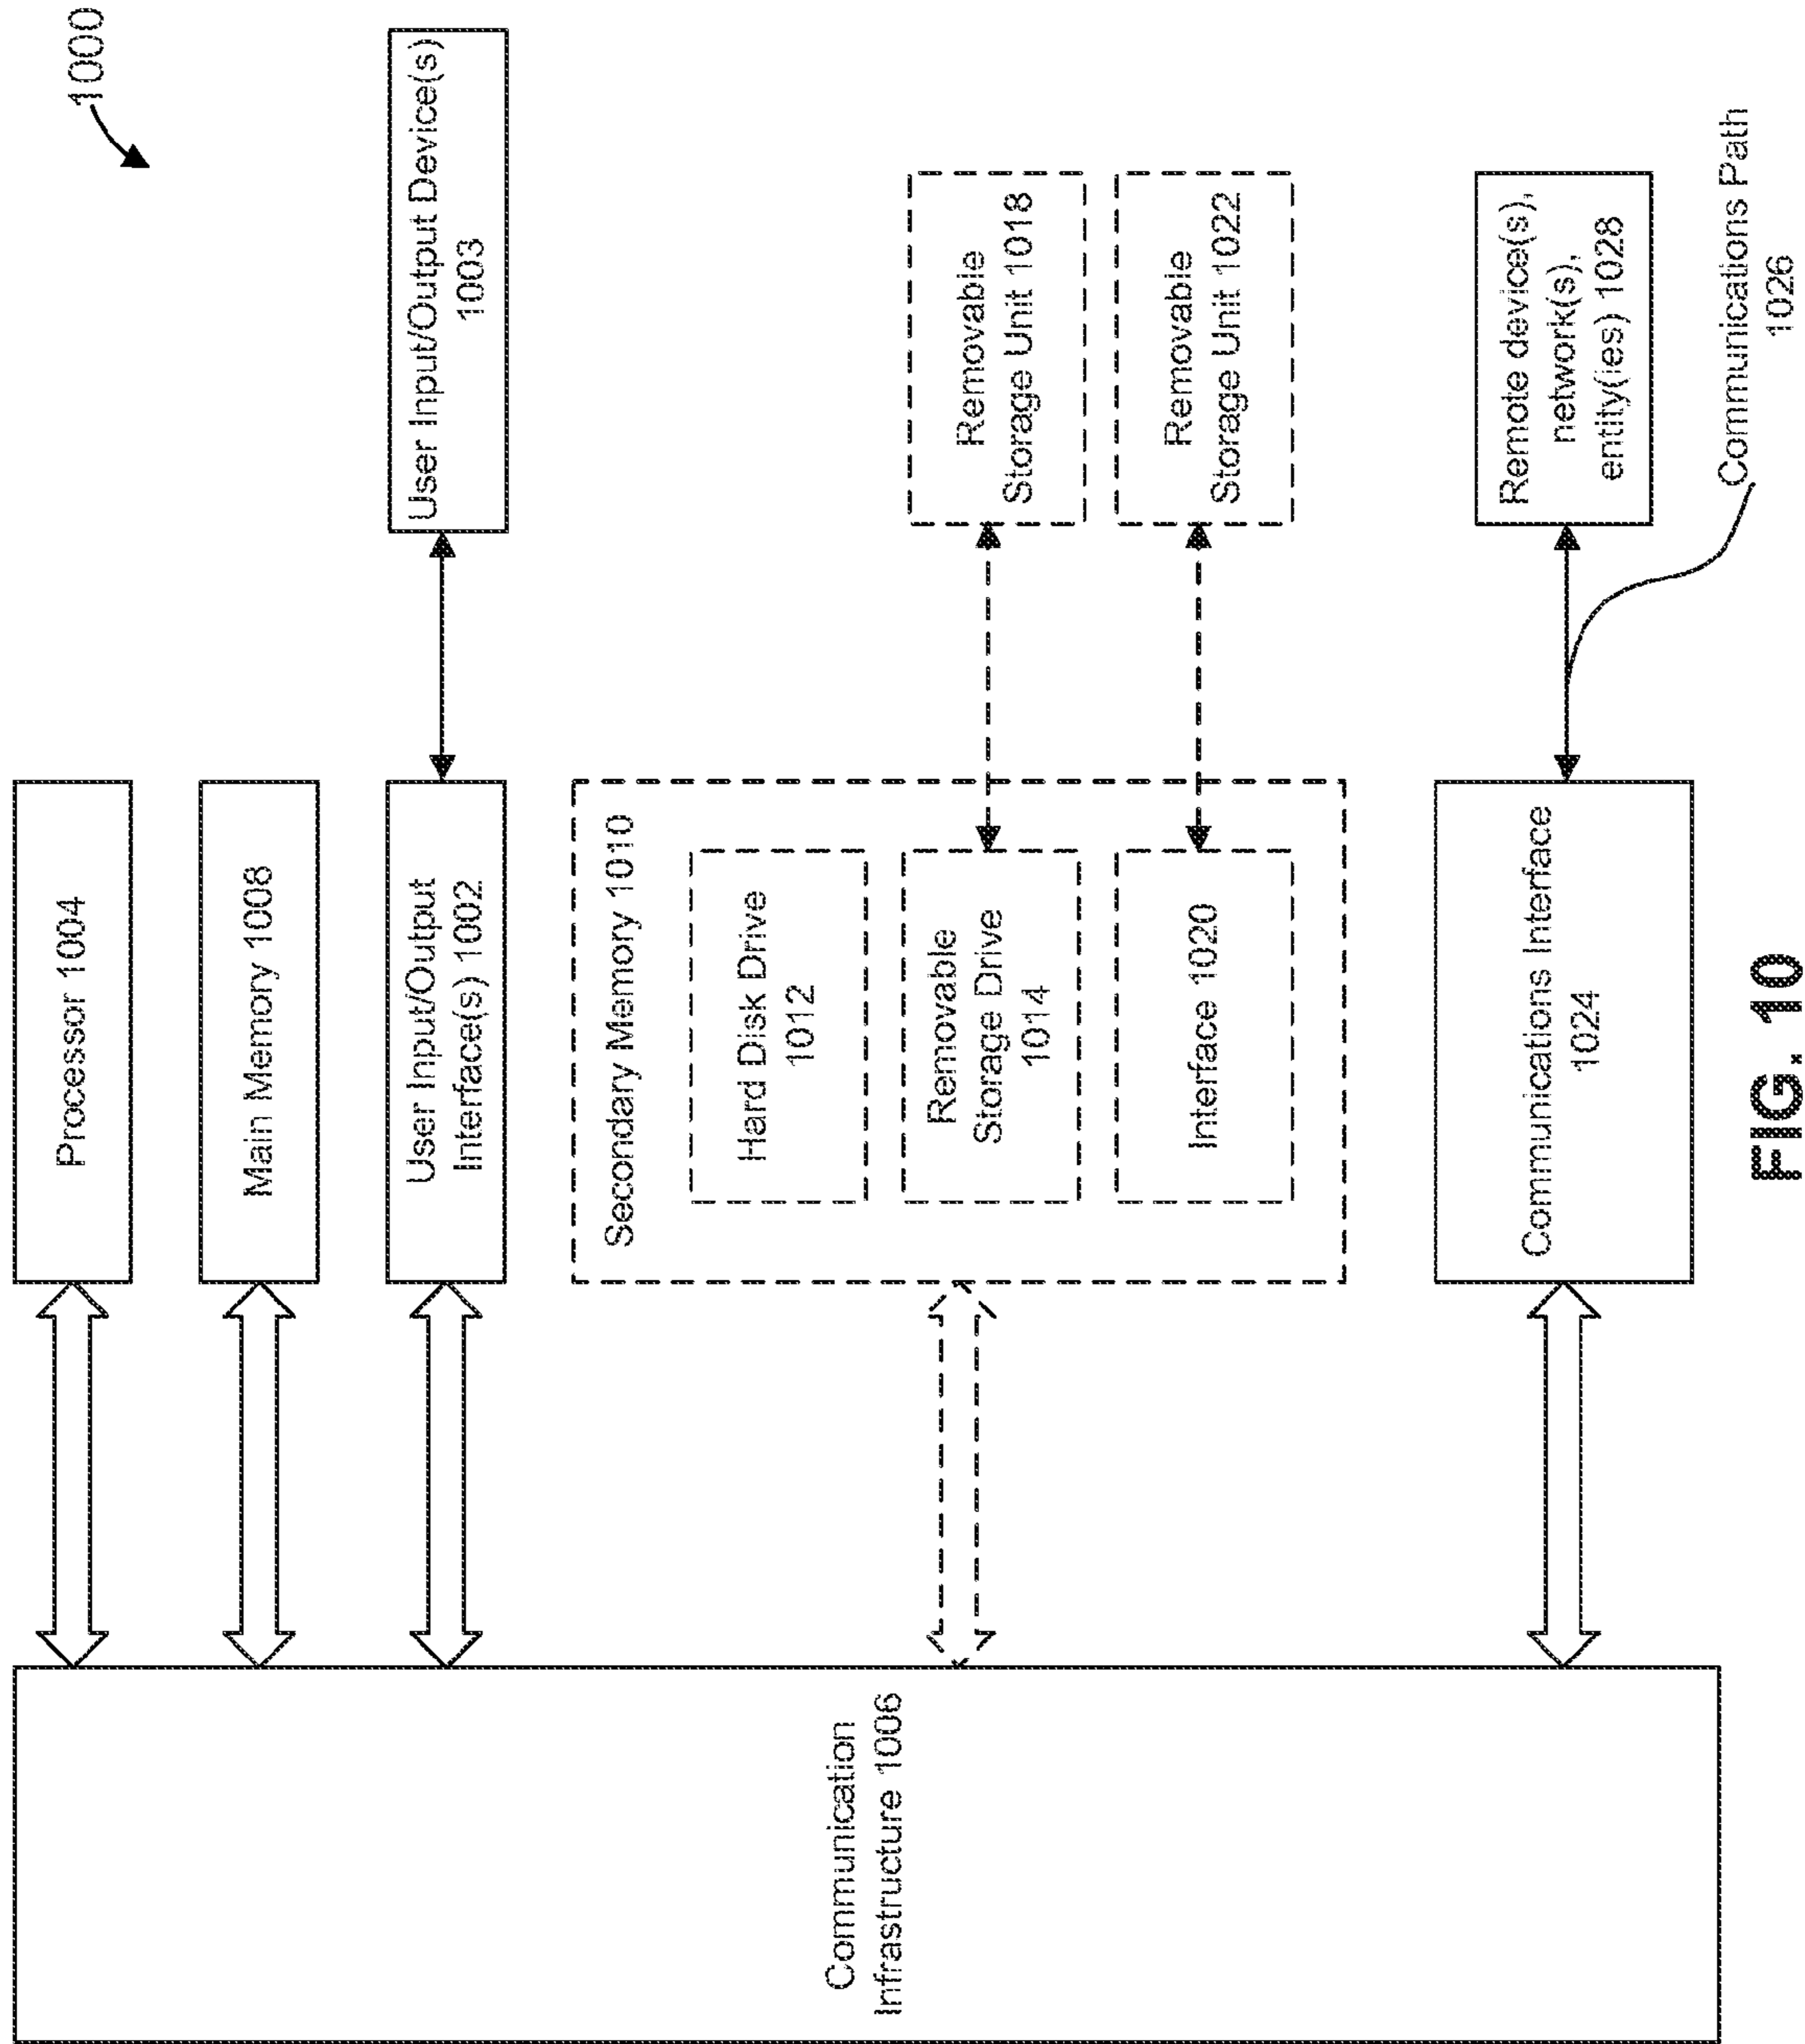 1000
Processor 1004
Main Memory 1008
User Input/Output
Interface(s) 1002
User Input/Output Device(s)
1003
Communication
Infrastructure 1006
Secondary Memory 1010
Hard Disk Drive
1012
Removable
Storage Drive
1014
Removable
Storage Unit 1018
Interface 1020
Removable
Storage Unit 1022
Communications Interface
1024
Remote device(s),
network(s),
entity(ies) 1028
Communications Path
1026
FIG. 10